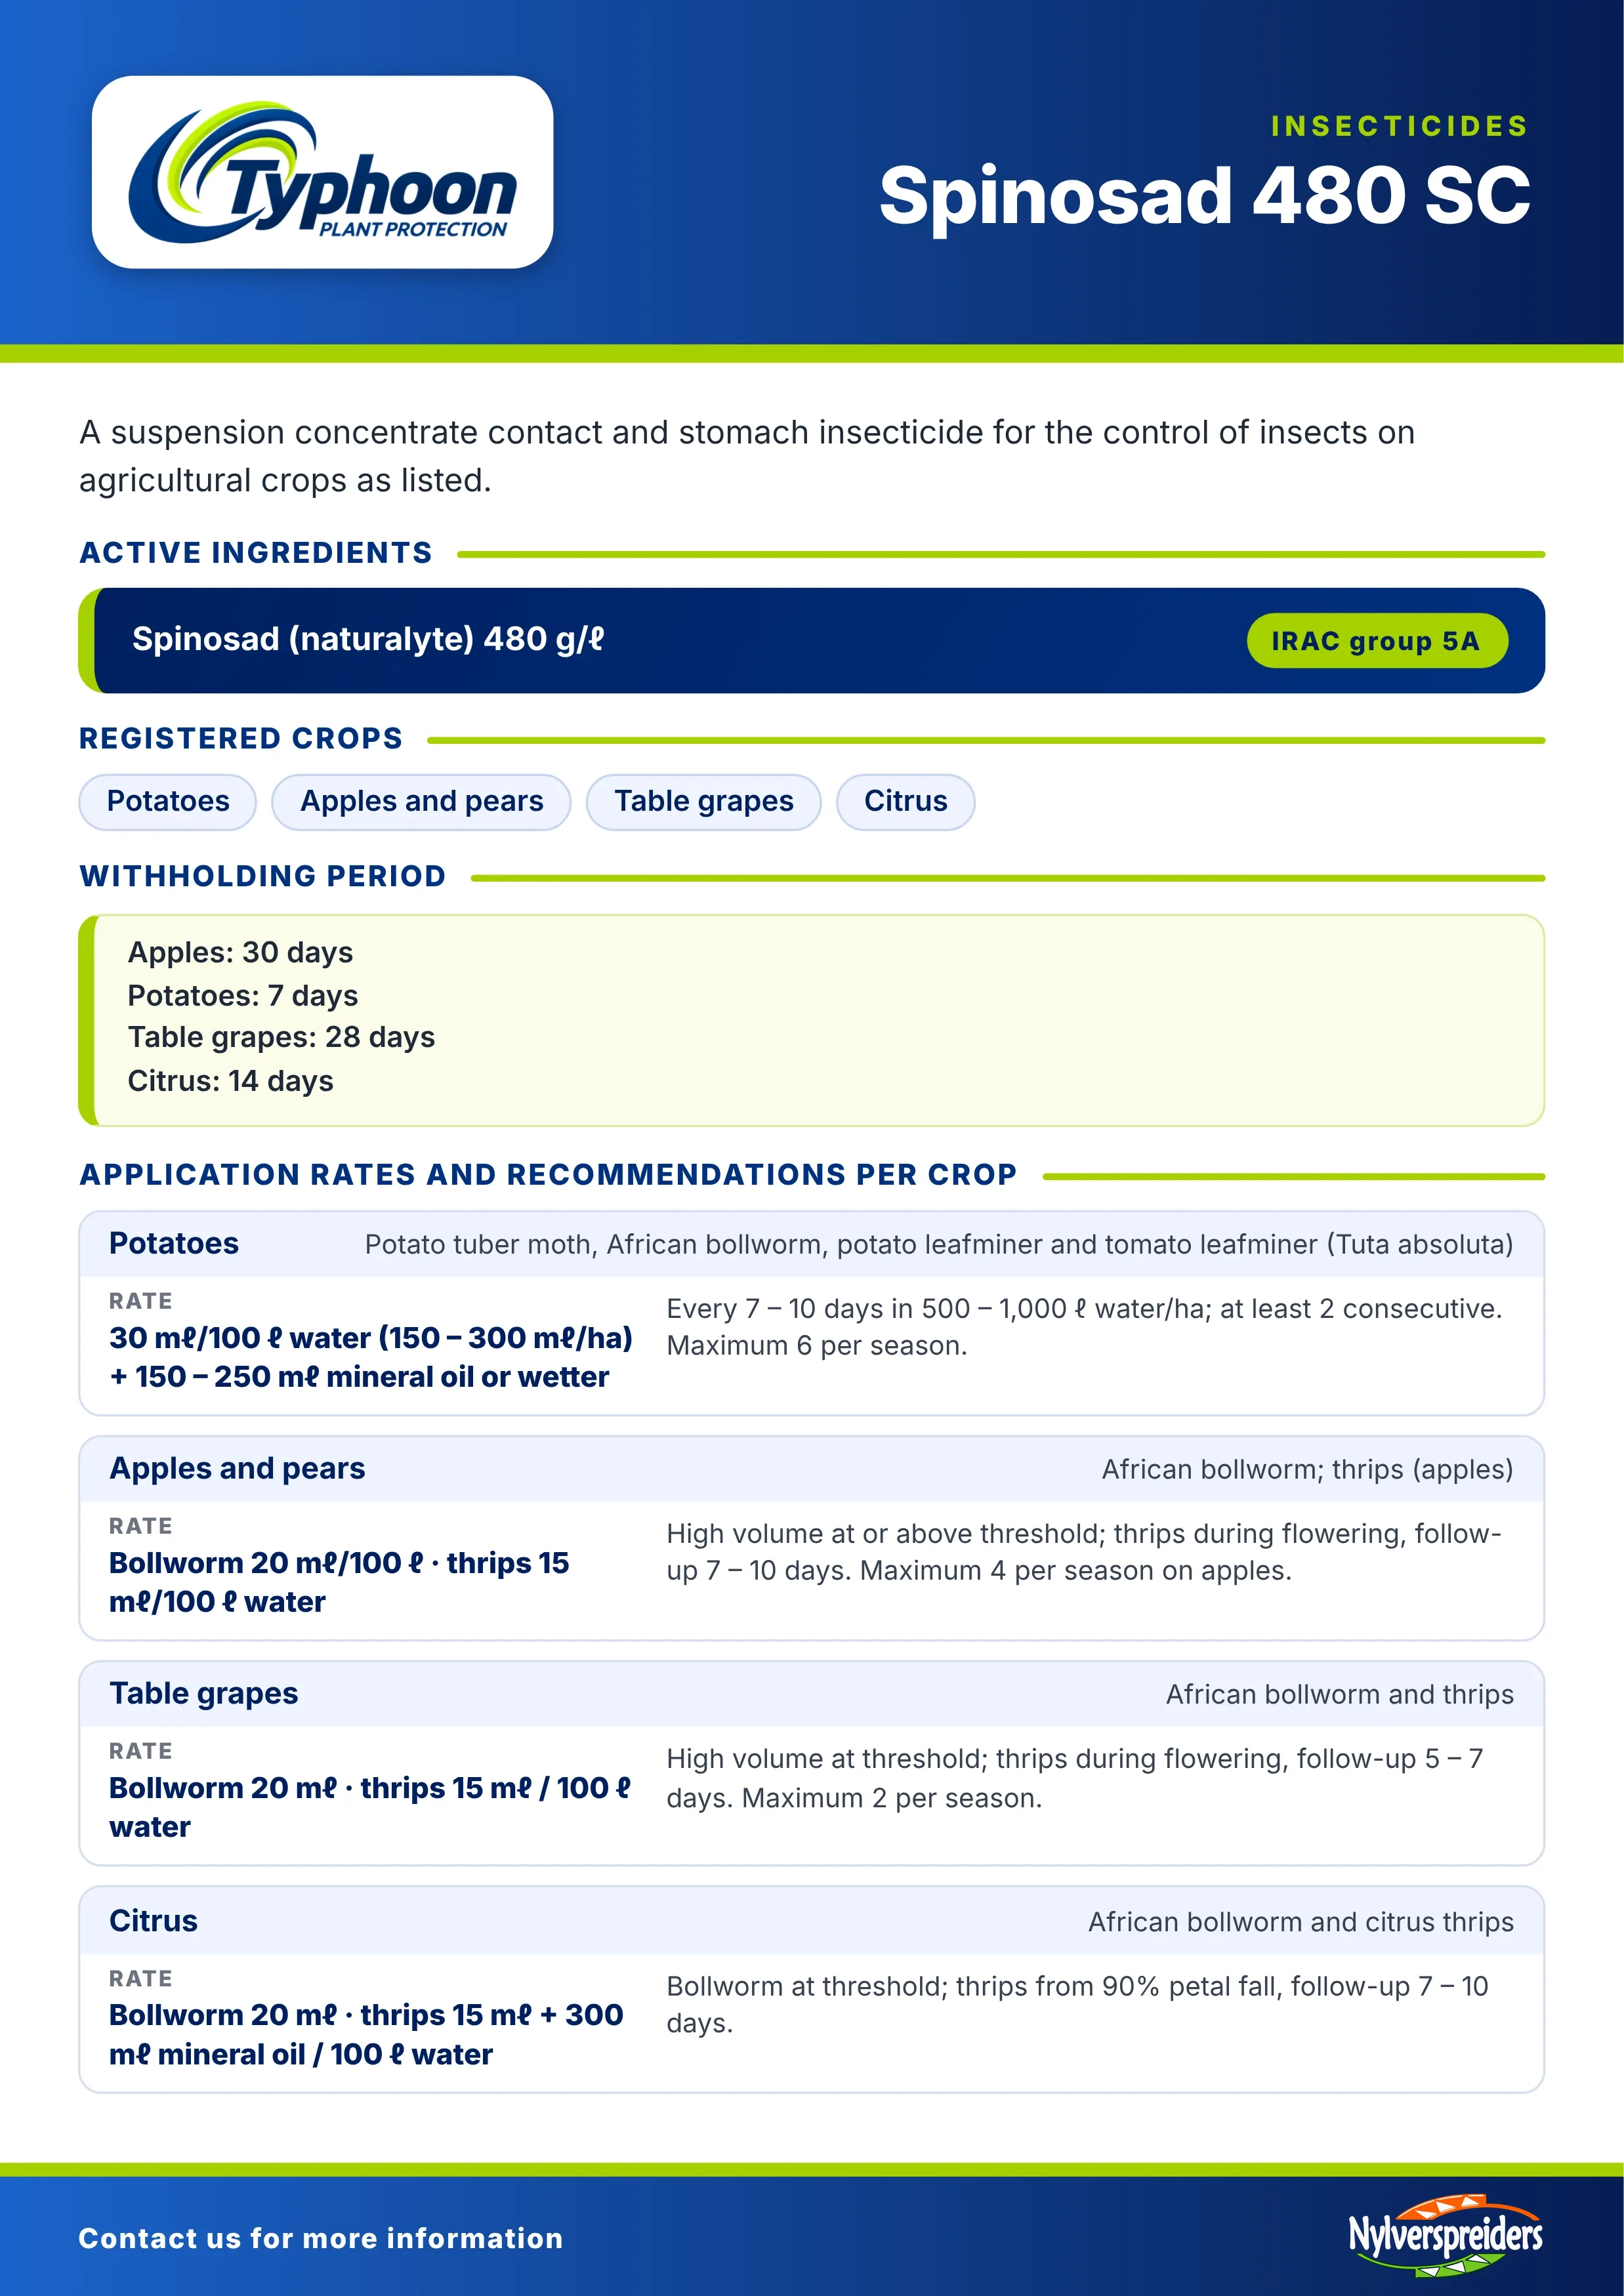 Typhoon
PLANT PROTECTION
INSECTICIDES
Spinosad 480 SC
A suspension concentrate contact and stomach insecticide for the control of insects on
agricultural crops as listed.
ACTIVE INGREDIENTS
Spinosad (naturalyte) 480 g/ℓ
IRAC group 5A
REGISTERED CROPS
Potatoes
Apples and pears
Table grapes
Citrus
WITHHOLDING PERIOD
Apples: 30 days
Potatoes: 7 days
Table grapes: 28 days
Citrus: 14 days
APPLICATION RATES AND RECOMMENDATIONS PER CROP
Potatoes
Potato tuber moth, African bollworm, potato leafminer and tomato leafminer (Tuta absoluta)
RATE
30 mℓ/100 ℓ water (150 – 300 mℓ/ha)
+ 150 – 250 mℓ mineral oil or wetter
Every 7 – 10 days in 500 – 1,000 ℓ water/ha; at least 2 consecutive.
Maximum 6 per season.
Apples and pears
African bollworm; thrips (apples)
RATE
Bollworm 20 mℓ/100 ℓ · thrips 15
mℓ/100 ℓ water
High volume at or above threshold; thrips during flowering, follow-
up 7 – 10 days. Maximum 4 per season on apples.
Table grapes
African bollworm and thrips
RATE
Bollworm 20 mℓ · thrips 15 mℓ / 100 ℓ
water
High volume at threshold; thrips during flowering, follow-up 5 – 7
days. Maximum 2 per season.
Citrus
African bollworm and citrus thrips
RATE
Bollworm 20 mℓ · thrips 15 mℓ + 300
mℓ mineral oil / 100 ℓ water
Bollworm at threshold; thrips from 90% petal fall, follow-up 7 – 10
days.
Contact us for more information
Nylverspreiders